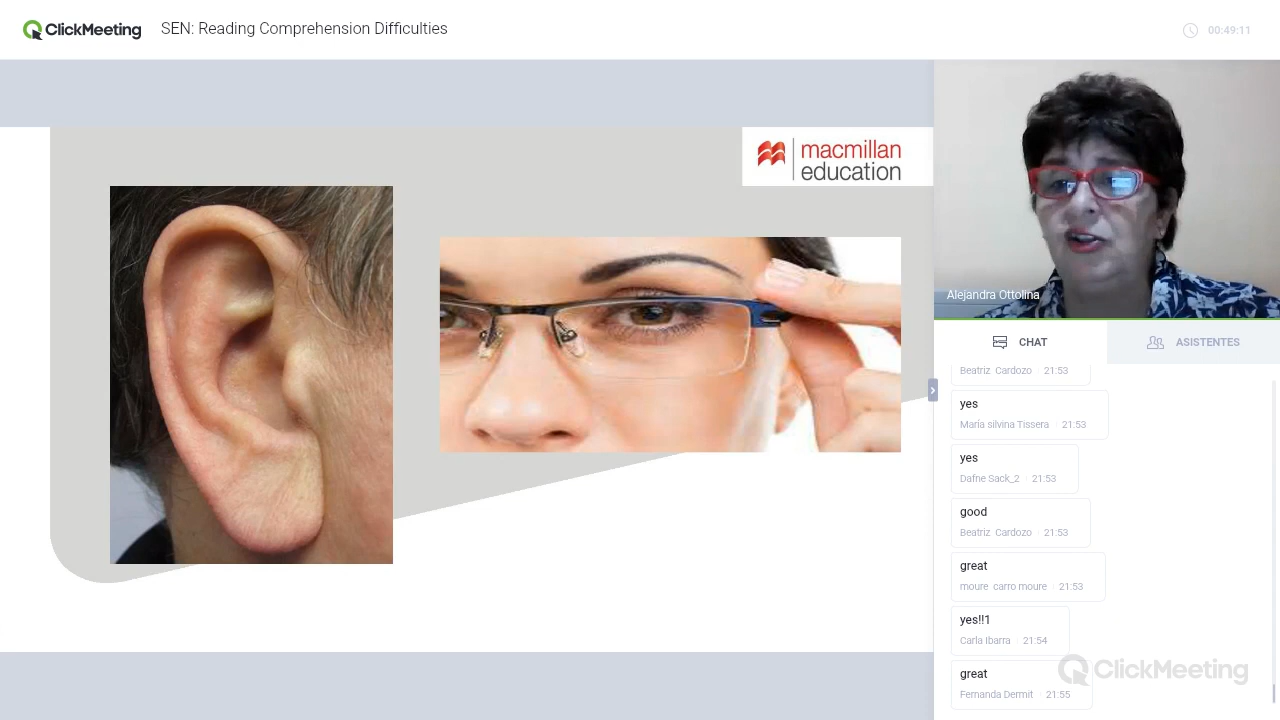 ClickMeeting
SEN: Reading Comprehension Difficulties
00:49:11
macmillan
education
Alejandra Ottolina
CHAT
ASISTENTES
Beatriz Cardozo · 21:53
yes
María silvina Tissera · 21:53
yes
Dafne Sack_2 · 21:53
good
Beatriz Cardozo · 21:53
great
moure carro moure · 21:53
yes!!1
Carla Ibarra · 21:54
great
Fernanda Dermit · 21:55
ClickMeeting